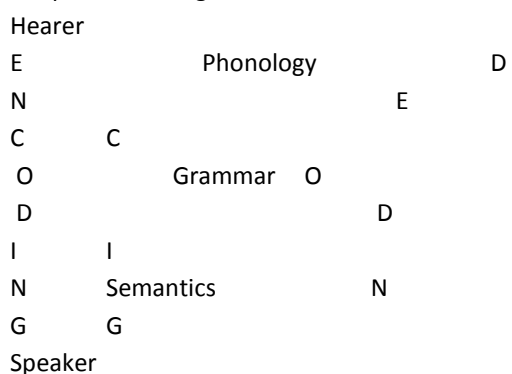 Hearer
E Phonology D
N E
C C
O Grammar O
D D
I I
N Semantics N
G G
Speaker